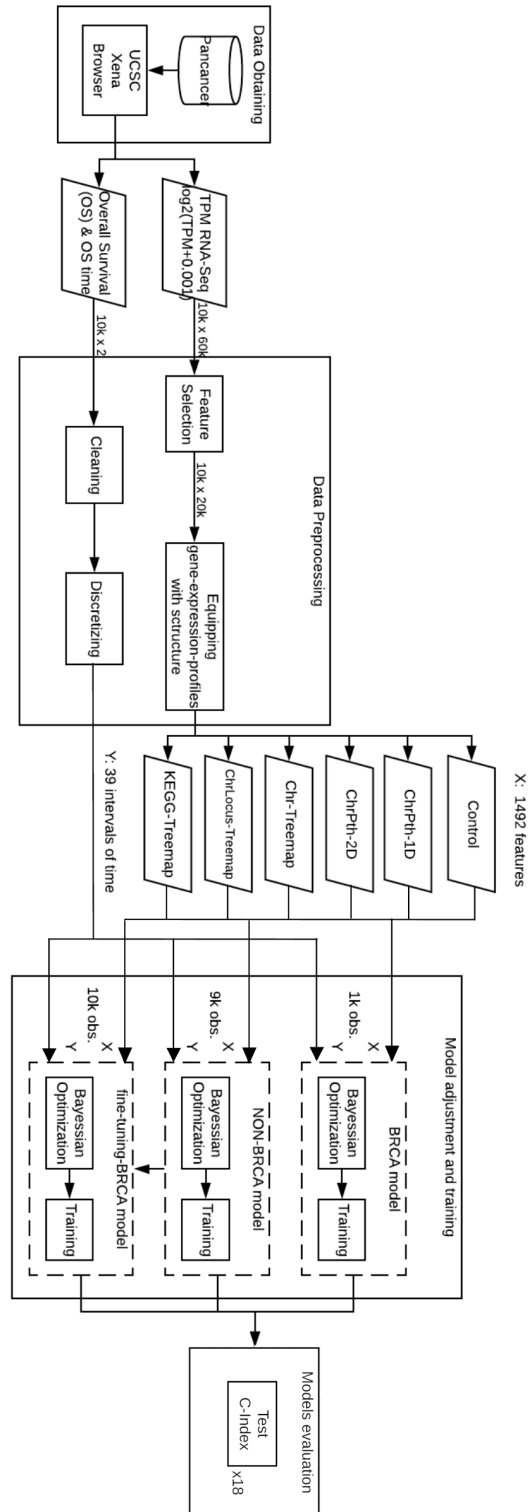 Data Obtaining
Pancancer
UCSC
Xena
Browser
TPM RNA-Seq
log2(TPM+0.001)
10k x 60k
Overall Survival
(OS) & OS time
10k x 2
Data Preprocessing
Feature
Selection
10k x 20k
Equipping
gene-expression-profiles
with sctructure
Cleaning
Discretizing
X: 1492 features
Control
ChrPth-1D
ChrPth-2D
Chr-Treemap
ChrLocus-Treemap
KEGG-Treemap
Y: 39 intervals of time
Model adjustment and training
BRCA model
1k obs.
X
Y
Bayessian
Optimization
Training
NON-BRCA model
9k obs.
X
Y
Bayessian
Optimization
Training
fine-tuning-BRCA model
10k obs.
X
Y
Bayessian
Optimization
Training
Models evaluation
Test
C-Index
x18